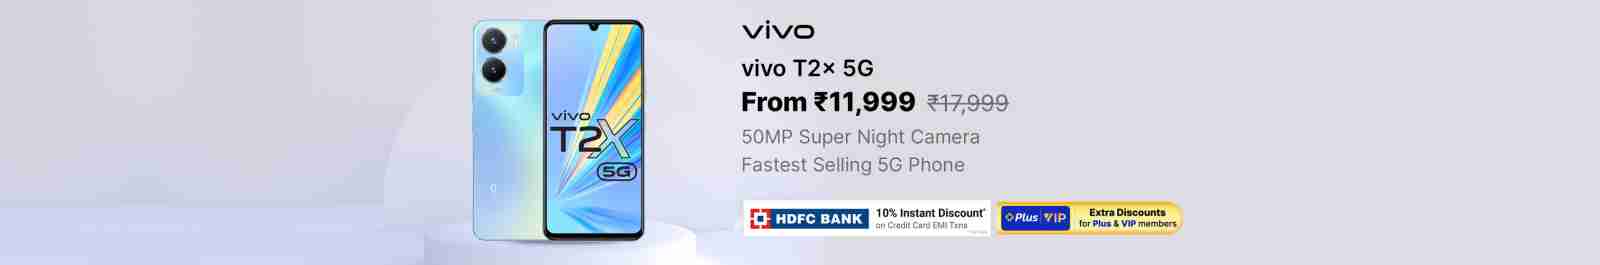 vivo
T2X
5G
vivo
vivo T2× 5G
From ₹11,999 ₹17,999
50MP Super Night Camera
Fastest Selling 5G Phone
HDFC BANK
10% Instant Discount*
on Credit Card EMI Txns
Plus VIP
Extra Discounts
for Plus & VIP members